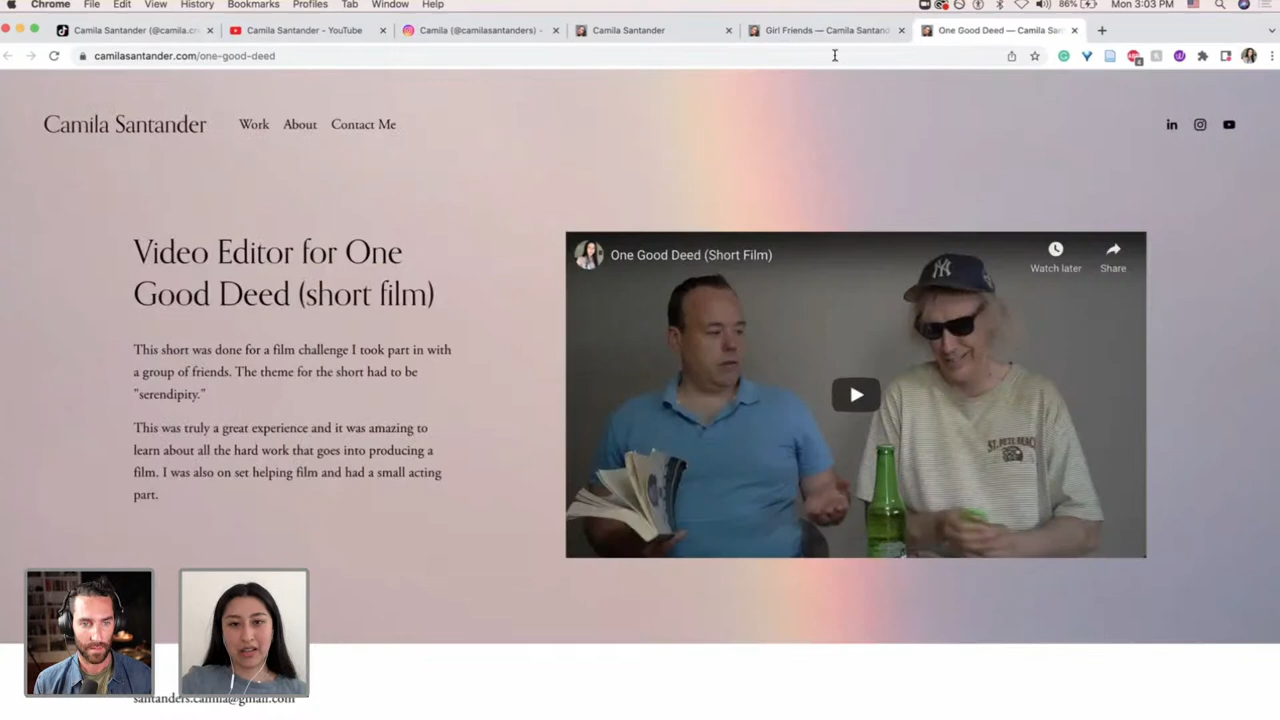 Chrome File Edit View History Bookmarks Profiles Tab Window Help
86% Mon 3:03 PM
Camila Santander (@camila.cr
Camila Santander - YouTube
Camila (@camilasanders) -
Camila Santander
Girl Friends — Camila Santand
One Good Deed — Camila San
camilasantander.com/one-good-deed
Camila Santander Work About Contact Me
in
Video Editor for One
Good Deed (short film)
This short was done for a film challenge I took part in with
a group of friends. The theme for the short had to be
"serendipity."
This was truly a great experience and it was amazing to
learn about all the hard work that goes into producing a
film. I was also on set helping film and had a small acting
part.
One Good Deed (Short Film)
Watch later Share
ST. PETE BEACH
santanders.camila@gmail.com